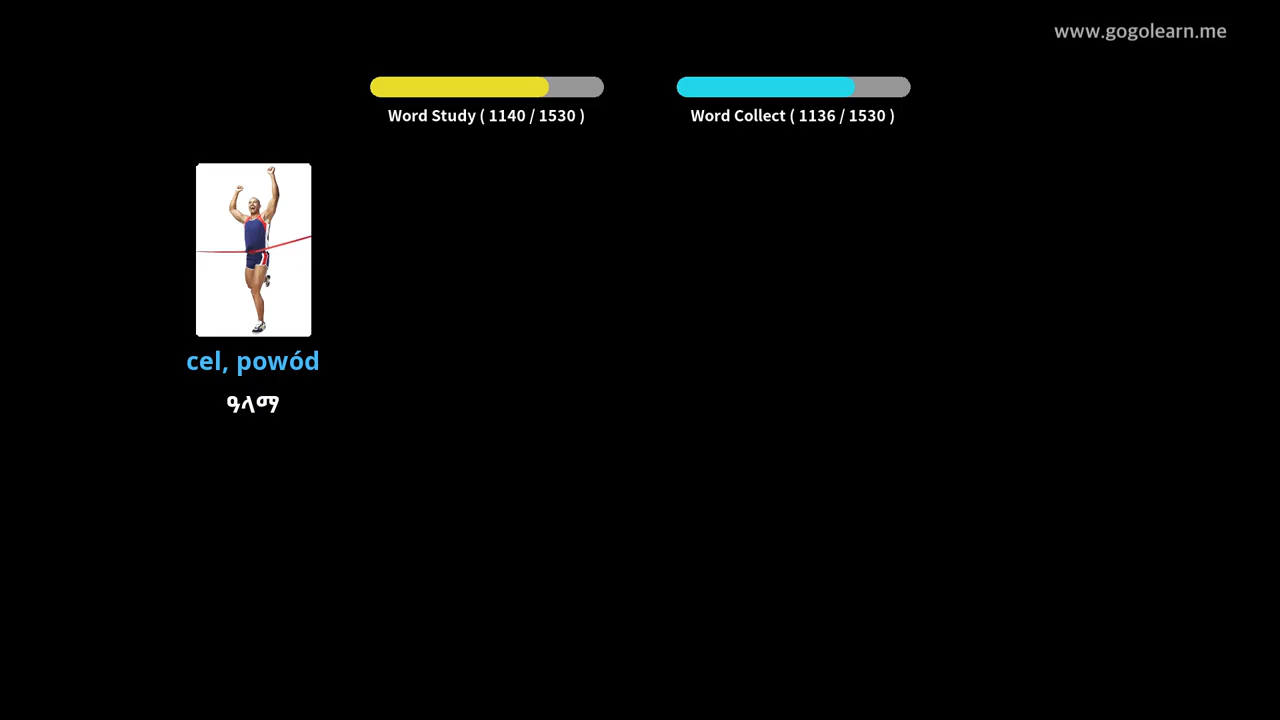 www.gogolearn.me
Word Study ( 1140 / 1530 )
Word Collect ( 1136 / 1530 )
cel, powód
ዓላማ